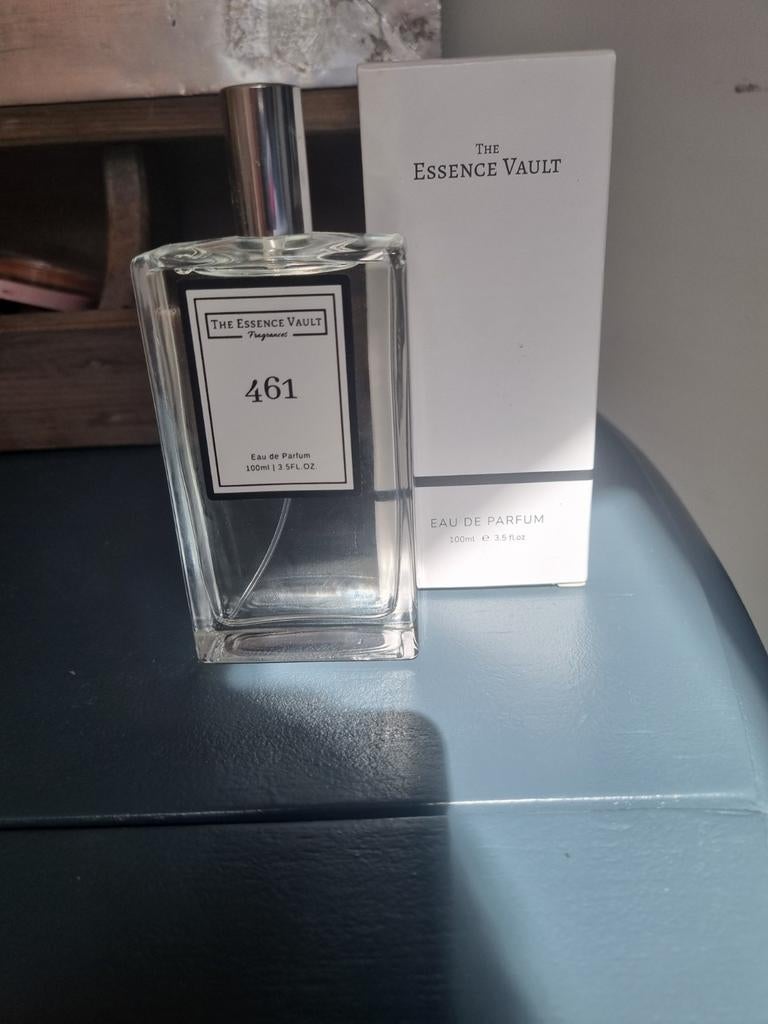 THE ESSENCE VAULT
Fragrances
461
Eau de Parfum
100ml | 3.5FL.OZ.
THE
ESSENCE VAULT
EAU DE PARFUM
100ml e 3.5 fl.oz